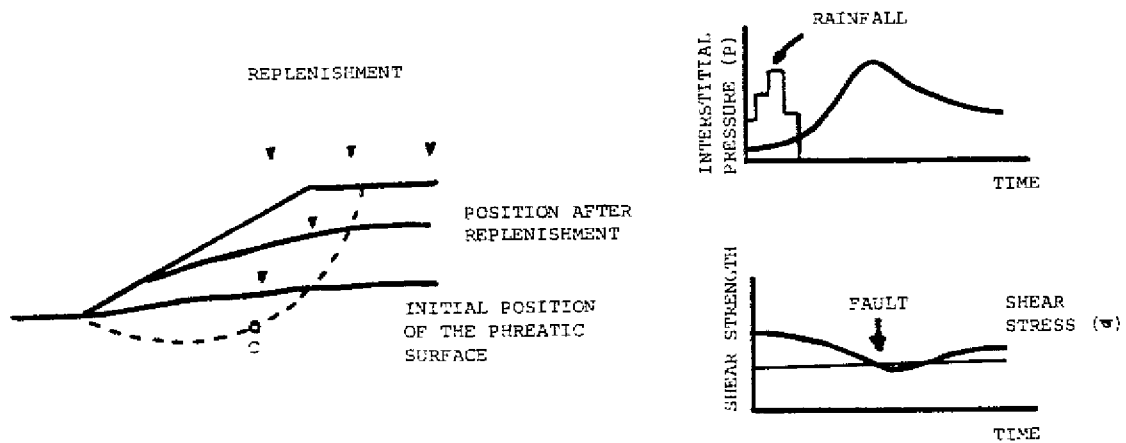 REPLENISHMENT
POSITION AFTER
REPLENISHMENT
INITIAL POSITION
OF THE PHREATIC
SURFACE
RAINFALL
INTERSTITIAL
PRESSURE (P)
TIME
SHEAR STRENGTH
FAULT
SHEAR
STRESS
TIME